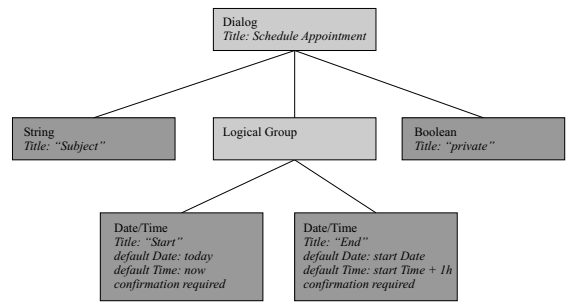 Dialog
Title: Schedule Appointment
String
Title: “Subject”
Logical Group
Boolean
Title: “private”
Date/Time
Title: “Start”
default Date: today
default Time: now
confirmation required
Date/Time
Title: “End”
default Date: start Date
default Time: start Time + 1h
confirmation required